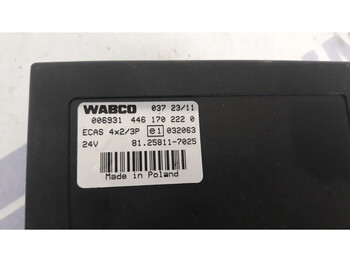 WABCO 037 23/11
006931 446 170 222 0
ECAS 4x2/3P e1 032063
24V 81.25811-7025
Made in Poland